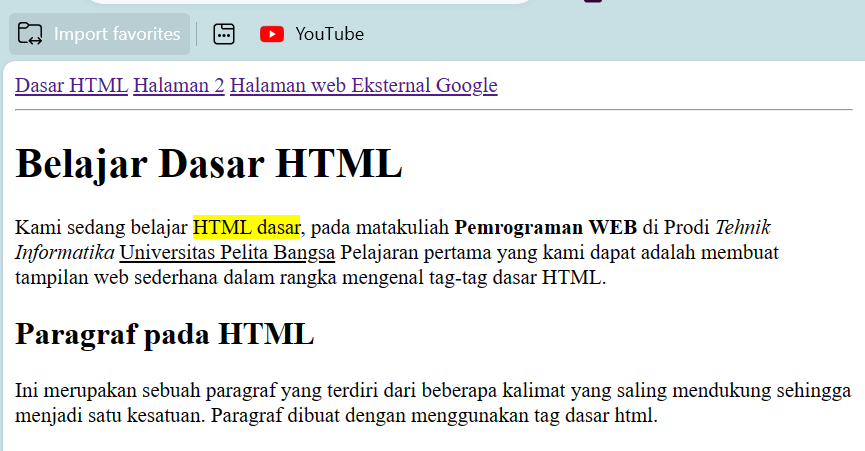 Import favorites YouTube
Dasar HTML Halaman 2 Halaman web Eksternal Google
Belajar Dasar HTML
Kami sedang belajar HTML dasar, pada matakuliah Pemrograman WEB di Prodi Tehnik
Informatika Universitas Pelita Bangsa Pelajaran pertama yang kami dapat adalah membuat
tampilan web sederhana dalam rangka mengenal tag-tag dasar HTML.
Paragraf pada HTML
Ini merupakan sebuah paragraf yang terdiri dari beberapa kalimat yang saling mendukung sehingga
menjadi satu kesatuan. Paragraf dibuat dengan menggunakan tag dasar html.